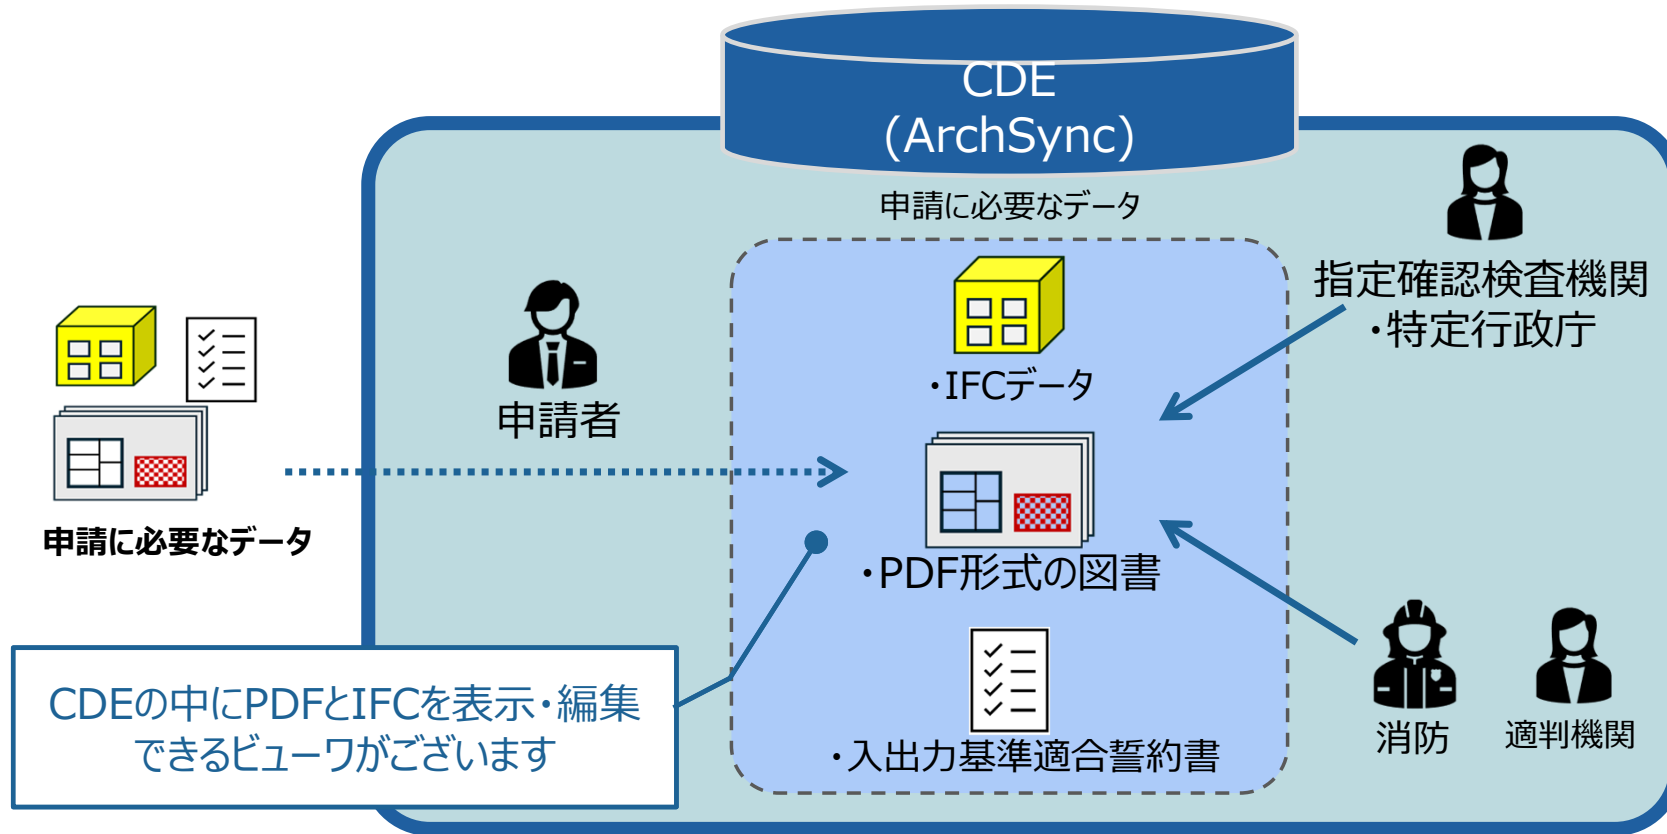 CDE
(ArchSync)
申請に必要なデータ
指定確認検査機関
・特定行政庁
申請者
・IFCデータ
申請に必要なデータ
・PDF形式の図書
CDEの中にPDFとIFCを表示・編集
できるビューワがございます
・入出力基準適合誓約書
消防
適判機関